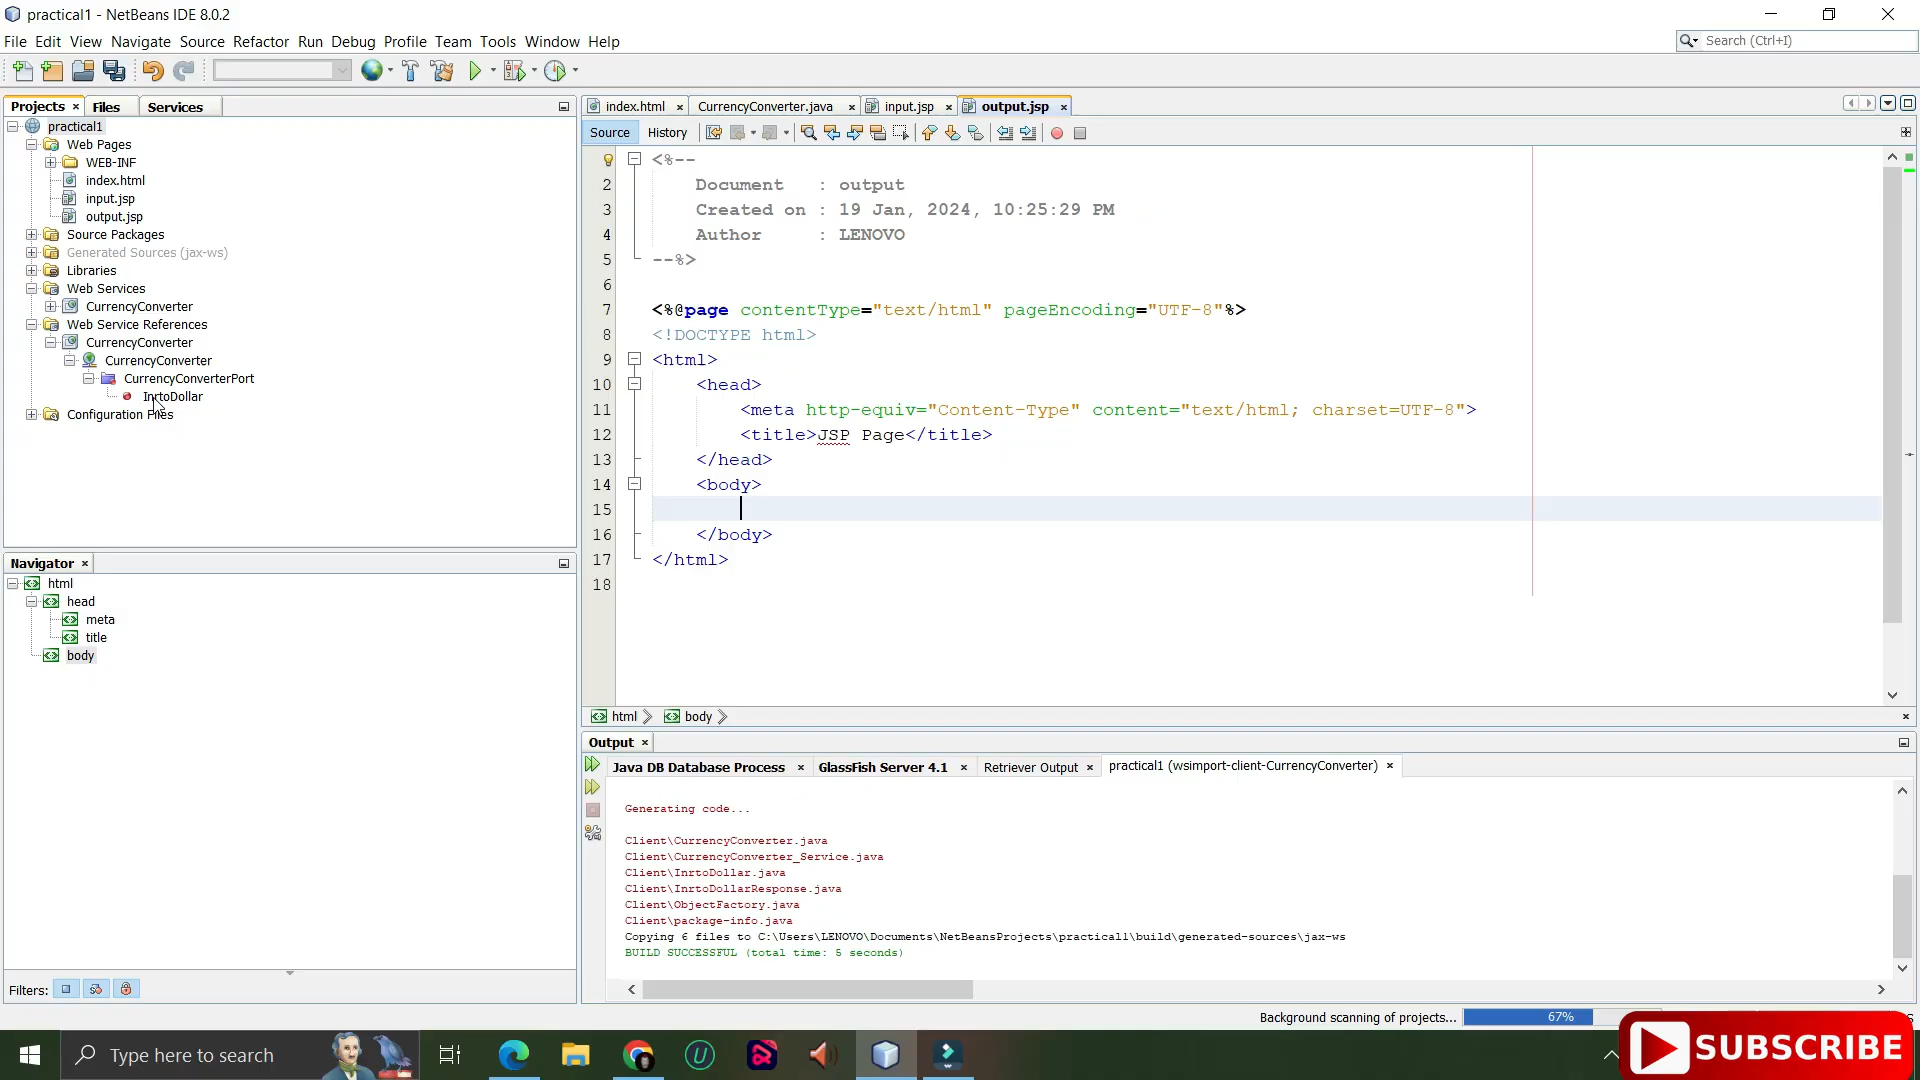 practical1 - NetBeans IDE 8.0.2
File Edit View Navigate Source Refactor Run Debug Profile Team Tools Window Help
Search (Ctrl+I)
Projects Files Services
practical1
Web Pages
WEB-INF
index.html
input.jsp
output.jsp
Source Packages
Generated Sources (jax-ws)
Libraries
Web Services
CurrencyConverter
Web Service References
CurrencyConverter
CurrencyConverter
CurrencyConverterPort
InrtoDollar
Configuration Files
Navigator
html
head
meta
title
body
Filters:
index.html CurrencyConverter.java input.jsp output.jsp
Source History
<%--
2 Document : output
3 Created on : 19 Jan, 2024, 10:25:29 PM
4 Author : LENOVO
5 --%>
6
7 <%@page contentType="text/html" pageEncoding="UTF-8"%>
8 <!DOCTYPE html>
9 <html>
10 <head>
11 <meta http-equiv="Content-Type" content="text/html; charset=UTF-8">
12 <title>JSP Page</title>
13 </head>
14 <body>
15
16 </body>
17 </html>
18
html body
Output
Java DB Database Process GlassFish Server 4.1 Retriever Output practical1 (wsimport-client-CurrencyConverter)
Generating code...
Client\CurrencyConverter.java
Client\CurrencyConverter_Service.java
Client\InrtoDollar.java
Client\InrtoDollarResponse.java
Client\ObjectFactory.java
Client\package-info.java
Copying 6 files to C:\Users\LENOVO\Documents\NetBeansProjects\practical1\build\generated-sources\jax-ws
BUILD SUCCESSFUL (total time: 5 seconds)
Background scanning of projects... 67%
Type here to search
SUBSCRIBE